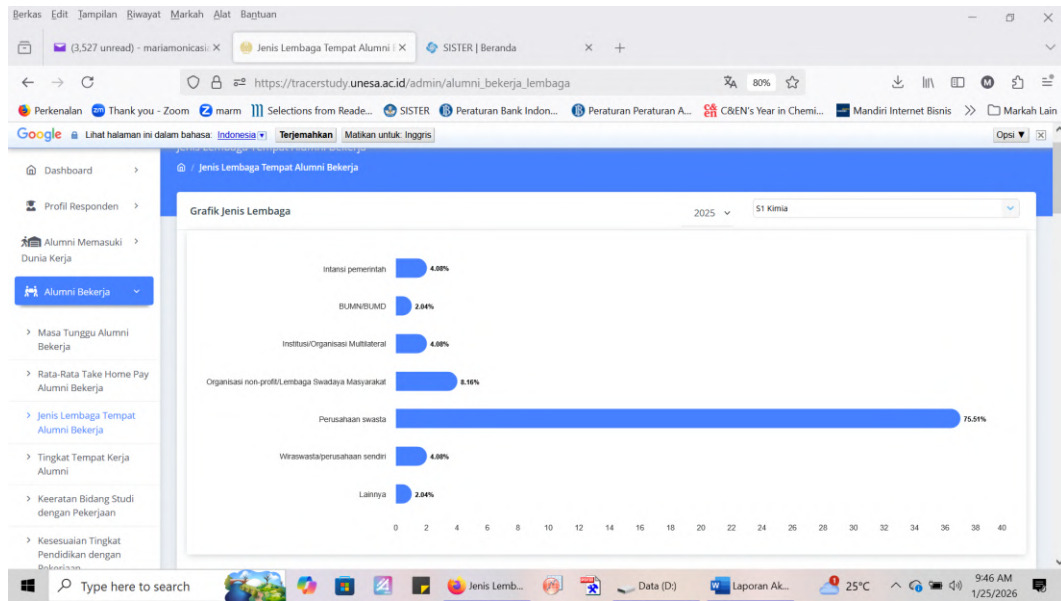 Berkas Edit Tampilan Riwayat Markah Alat Bantuan
(3,527 unread) - mariamonicasi Jenis Lembaga Tempat Alumni SISTER | Beranda
https://tracerstudy.unesa.ac.id/admin/alumni_bekerja_lembaga 80%
Perkenalan Thank you - Zoom marm Selections from Reade... SISTER Peraturan Bank Indon... Peraturan Peraturan A... C&EN's Year in Chemi... Mandiri Internet Bisnis Markah Lain
Google Lihat halaman ini dalam bahasa: Indonesia Terjemahkan Matikan untuk: Inggris Opsi
Jenis Lembaga Tempat Alumni Bekerja
/ Jenis Lembaga Tempat Alumni Bekerja
Dashboard
Profil Responden
Alumni Memasuki
Dunia Kerja
Alumni Bekerja
Masa Tunggu Alumni
Bekerja
Rata-Rata Take Home Pay
Alumni Bekerja
Jenis Lembaga Tempat
Alumni Bekerja
Tingkat Tempat Kerja
Alumni
Keeratan Bidang Studi
dengan Pekerjaan
Kesesuaian Tingkat
Pendidikan dengan
Pekerjaan
Grafik Jenis Lembaga 2025 S1 Kimia
Intansi pemerintah 4.08%
BUMN/BUMD 2.04%
Institusi/Organisasi Multilateral 4.08%
Organisasi non-profit/Lembaga Swadaya Masyarakat 8.16%
Perusahaan swasta 75.51%
Wiraswasta/perusahaan sendiri 4.08%
Lainnya 2.04%
0 2 4 6 8 10 12 14 16 18 20 22 24 26 28 30 32 34 36 38 40
Type here to search Jenis Lemb... Data (D:) Laporan Ak... 25°C 9:46 AM
1/25/2026